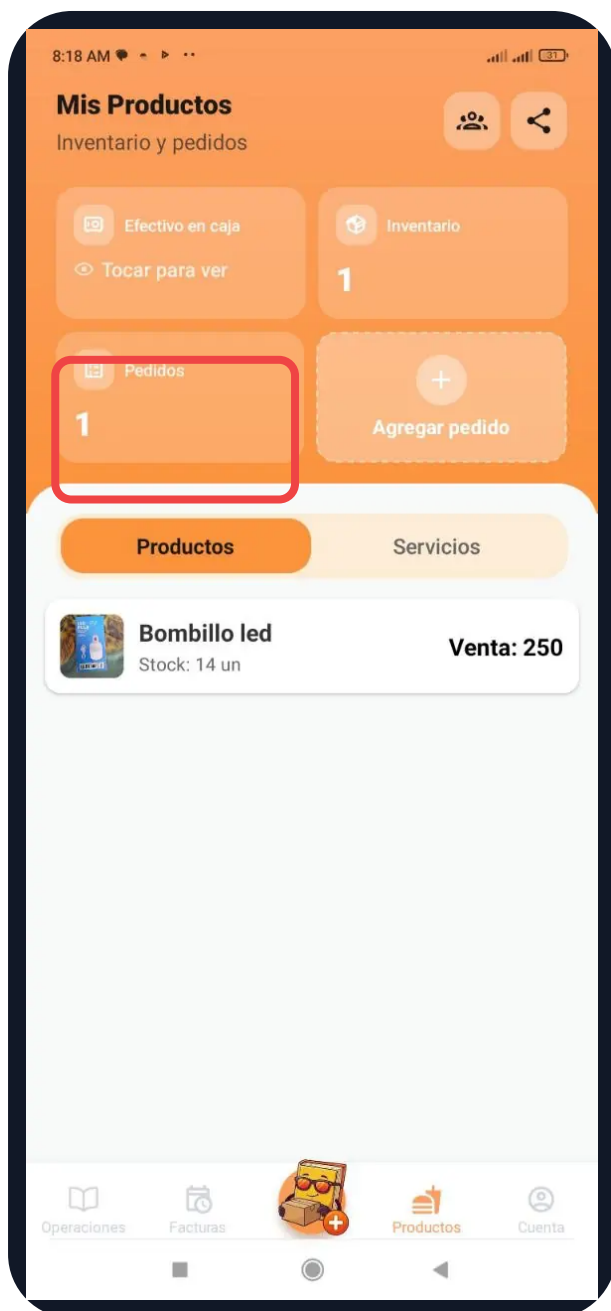 8:18 AM
31
Mis Productos
Inventario y pedidos
Efectivo en caja
Tocar para ver
Inventario
1
Pedidos
1
Agregar pedido
Productos
Servicios
Bombillo led
Stock: 14 un
Venta: 250
Operaciones
Facturas
Productos
Cuenta